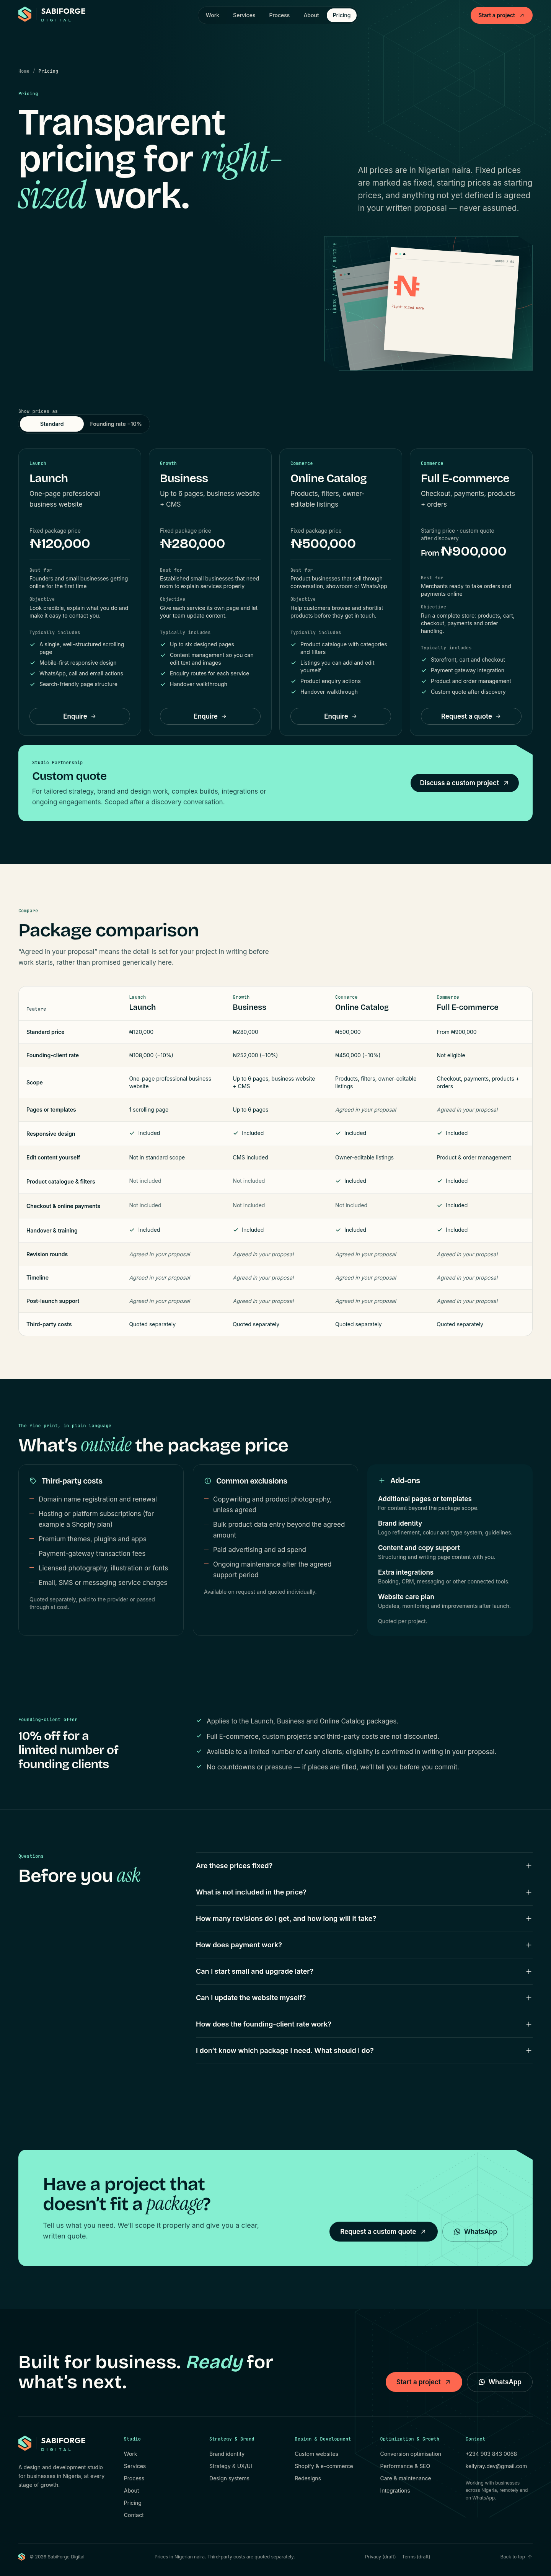 SABIFORGE
DIGITAL
Work
Services
Process
About
Pricing
Start a project
Home / Pricing
Pricing
Transparent
pricing for right-
sized work.
All prices are in Nigerian naira. Fixed prices
are marked as fixed, starting prices as starting
prices, and anything not yet defined is agreed
in your written proposal — never assumed.
₦
Right-sized work
Show prices as
Standard
Founding rate −10%
Launch
Launch
One-page professional
business website
Fixed package price
₦120,000
Best for
Founders and small businesses getting
online for the first time
Objective
Look credible, explain what you do and
make it easy to contact you.
Typically includes
A single, well-structured scrolling
page
Mobile-first responsive design
WhatsApp, call and email actions
Search-friendly page structure
Enquire →
Growth
Business
Up to 6 pages, business website
+ CMS
Fixed package price
₦280,000
Best for
Established small businesses that need
room to explain services properly
Objective
Give each service its own page and let
your team update content.
Typically includes
Up to six designed pages
Content management so you can
edit text and images
Enquiry routes for each service
Handover walkthrough
Enquire →
Commerce
Online Catalog
Products, filters, owner-
editable listings
Fixed package price
₦500,000
Best for
Product businesses that sell through
conversation, showroom or WhatsApp
Objective
Help customers browse and shortlist
products before they get in touch.
Typically includes
Product catalogue with categories
and filters
Listings you can add and edit
yourself
Product enquiry actions
Handover walkthrough
Enquire →
Commerce
Full E-commerce
Checkout, payments, products
+ orders
Starting price · custom quote
after discovery
From ₦900,000
Best for
Merchants ready to take orders and
payments online
Objective
Run a complete store: products, cart,
checkout, payments and order
handling.
Typically includes
Storefront, cart and checkout
Payment gateway integration
Product and order management
Custom quote after discovery
Request a quote →
Studio Partnership
Custom quote
For tailored strategy, brand and design work, complex builds, integrations or
ongoing engagements. Scoped after a discovery conversation.
Discuss a custom project
Compare
Package comparison
“Agreed in your proposal” means the detail is set for your project in writing before
work starts, rather than promised generically here.
Feature
Launch
Launch
Growth
Business
Commerce
Online Catalog
Commerce
Full E-commerce
Standard price ₦120,000 ₦280,000 ₦500,000 From ₦900,000
Founding-client rate ₦108,000 (−10%) ₦252,000 (−10%) ₦450,000 (−10%) Not eligible
Scope
One-page professional business
website
Up to 6 pages, business website
+ CMS
Products, filters, owner-editable
listings
Checkout, payments, products +
orders
Pages or templates 1 scrolling page Up to 6 pages Agreed in your proposal Agreed in your proposal
Responsive design Included Included Included Included
Edit content yourself Not in standard scope CMS included Owner-editable listings Product & order management
Product catalogue & filters Not included Not included Included Included
Checkout & online payments Not included Not included Not included Included
Handover & training Included Included Included Included
Revision rounds Agreed in your proposal Agreed in your proposal Agreed in your proposal Agreed in your proposal
Timeline Agreed in your proposal Agreed in your proposal Agreed in your proposal Agreed in your proposal
Post-launch support Agreed in your proposal Agreed in your proposal Agreed in your proposal Agreed in your proposal
Third-party costs Quoted separately Quoted separately Quoted separately Quoted separately
The fine print, in plain language
What’s outside the package price
Third-party costs
Domain name registration and renewal
Hosting or platform subscriptions (for
example a Shopify plan)
Premium themes, plugins and apps
Payment-gateway transaction fees
Licensed photography, illustration or fonts
Email, SMS or messaging service charges
Quoted separately, paid to the provider or passed
through at cost.
Common exclusions
Copywriting and product photography,
unless agreed
Bulk product data entry beyond the agreed
amount
Paid advertising and ad spend
Ongoing maintenance after the agreed
support period
Available on request and quoted individually.
Add-ons
Additional pages or templates
For content beyond the package scope.
Brand identity
Logo refinement, colour and type system, guidelines.
Content and copy support
Structuring and writing page content with you.
Extra integrations
Booking, CRM, messaging or other connected tools.
Website care plan
Updates, monitoring and improvements after launch.
Quoted per project.
Founding-client offer
10% off for a
limited number of
founding clients
Applies to the Launch, Business and Online Catalog packages.
Full E-commerce, custom projects and third-party costs are not discounted.
Available to a limited number of early clients; eligibility is confirmed in writing in your proposal.
No countdowns or pressure — if places are filled, we’ll tell you before you commit.
Questions
Before you ask
Are these prices fixed?
What is not included in the price?
How many revisions do I get, and how long will it take?
How does payment work?
Can I start small and upgrade later?
Can I update the website myself?
How does the founding-client rate work?
I don’t know which package I need. What should I do?
Have a project that
doesn’t fit a package?
Tell us what you need. We’ll scope it properly and give you a clear,
written quote.
Request a custom quote
WhatsApp
Built for business. Ready for
what’s next.
Start a project
WhatsApp
SABIFORGE
DIGITAL
A design and development studio
for businesses in Nigeria, at every
stage of growth.
Studio
Work
Services
Process
About
Pricing
Contact
Strategy & Brand
Brand identity
Strategy & UX/UI
Design systems
Design & Development
Custom websites
Shopify & e-commerce
Redesigns
Optimization & Growth
Conversion optimisation
Performance & SEO
Care & maintenance
Integrations
Contact
+234 903 843 0068
kellyray.dev@gmail.com
Working with businesses
across Nigeria, remotely and
on WhatsApp.
© 2026 SabiForge Digital
Prices in Nigerian naira. Third-party costs are quoted separately.
Privacy (draft)
Terms (draft)
Back to top ↑